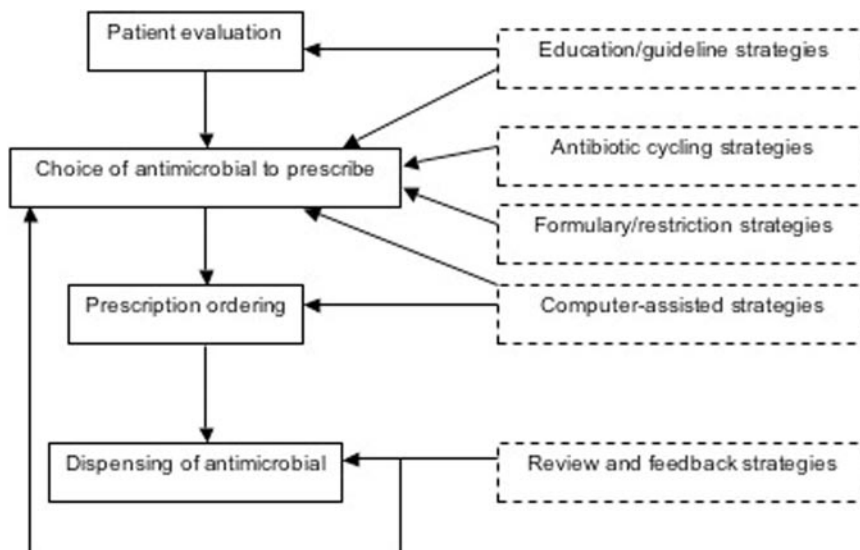 Patient evaluation
Education/guideline strategies
Choice of antimicrobial to prescribe
Antibiotic cycling strategies
Formulary/restriction strategies
Prescription ordering
Computer-assisted strategies
Dispensing of antimicrobial
Review and feedback strategies